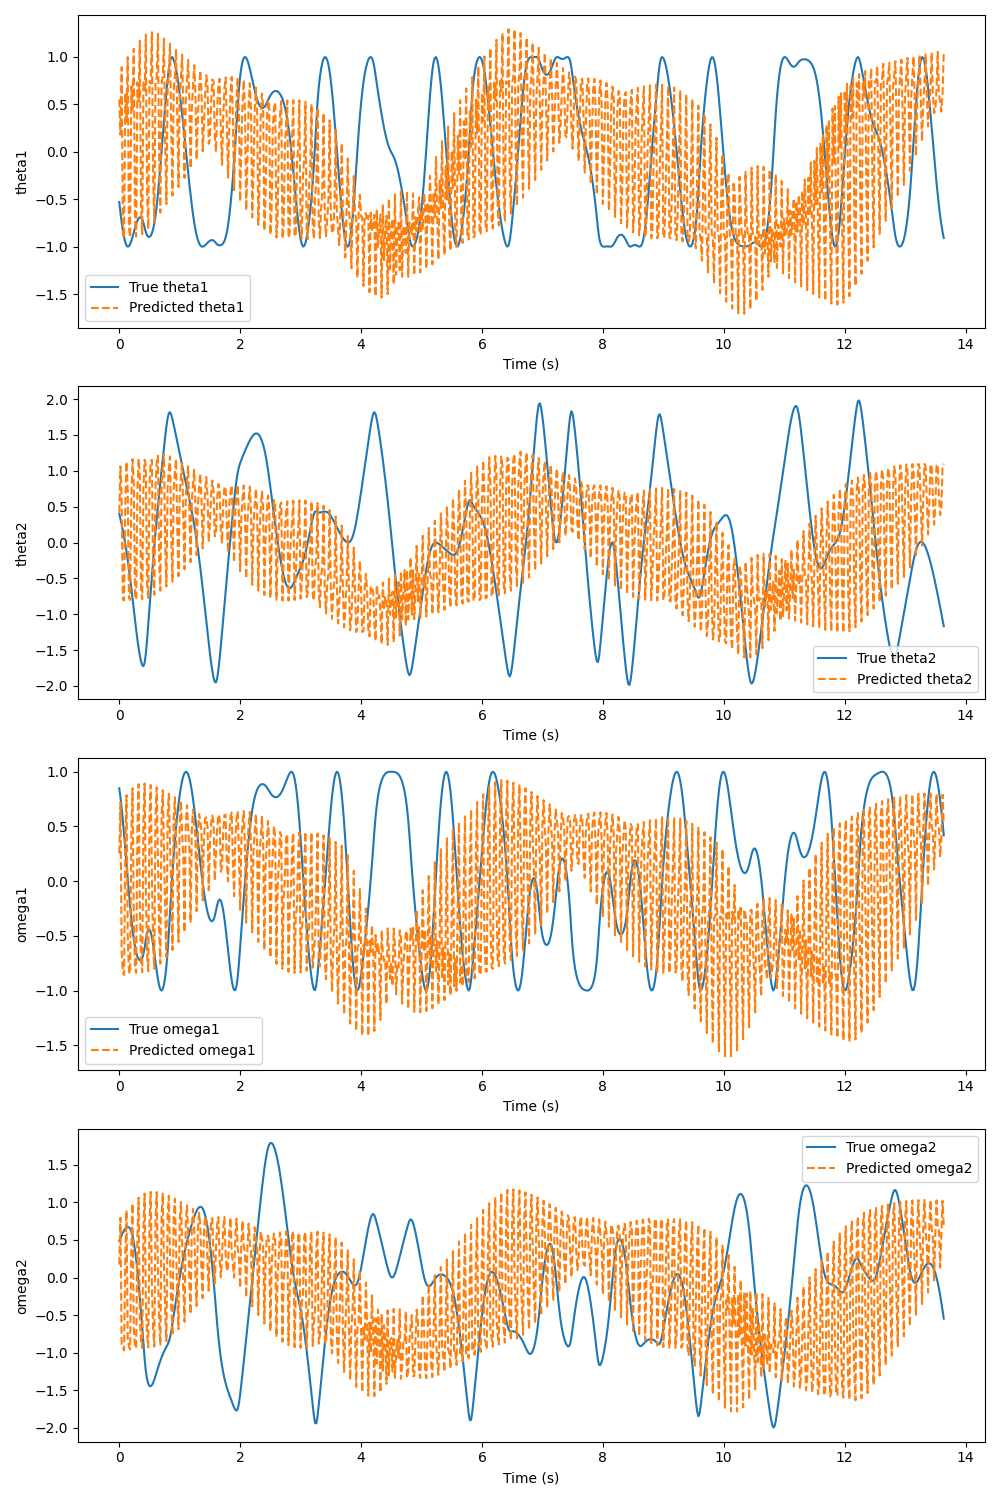 theta1
1.0
0.5
0.0
−0.5
−1.0
−1.5
True theta1
Predicted theta1
0 2 4 6 8 10 12 14
Time (s)
theta2
2.0
1.5
1.0
0.5
0.0
−0.5
−1.0
−1.5
−2.0
True theta2
Predicted theta2
0 2 4 6 8 10 12 14
Time (s)
omega1
1.0
0.5
0.0
−0.5
−1.0
−1.5
True omega1
Predicted omega1
0 2 4 6 8 10 12 14
Time (s)
omega2
1.5
1.0
0.5
0.0
−0.5
−1.0
−1.5
−2.0
True omega2
Predicted omega2
0 2 4 6 8 10 12 14
Time (s)